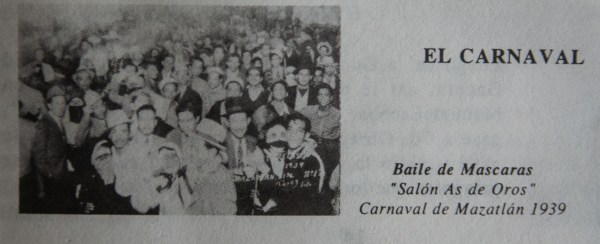 EL CARNAVAL
Baile de Mascaras
"Salón As de Oros"
Carnaval de Mazatlán 1939